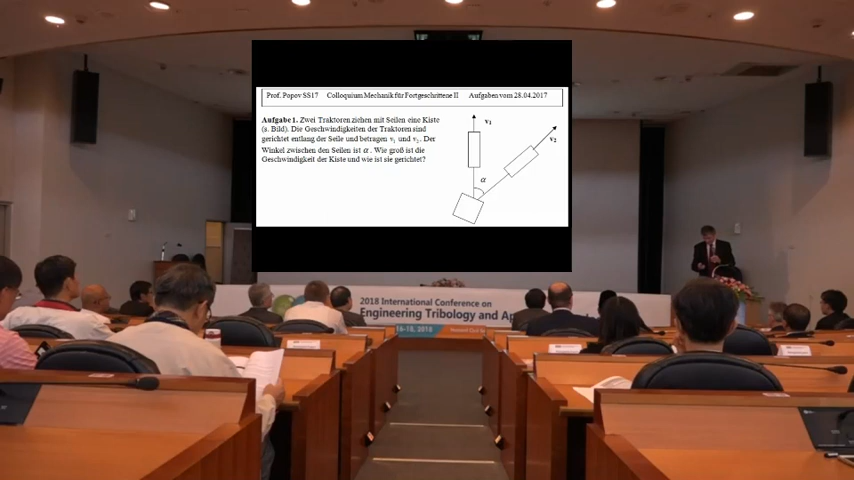 Prof. Popov SS17 Colloquium Mechanik für Fortgeschrittene II Aufgaben vom 28.04.2017
Aufgabe 1. Zwei Traktoren ziehen mit Seilen eine Kiste
(s. Bild). Die Geschwindigkeiten der Traktoren sind
gerichtet entlang der Seile und betragen v₁ und v₂. Der
Winkel zwischen den Seilen ist α. Wie groß ist die
Geschwindigkeit der Kiste und wie ist sie gerichtet?
v₁
v₂
α
2018 International Conference on
Engineering Tribology and Ap
16-18, 2018